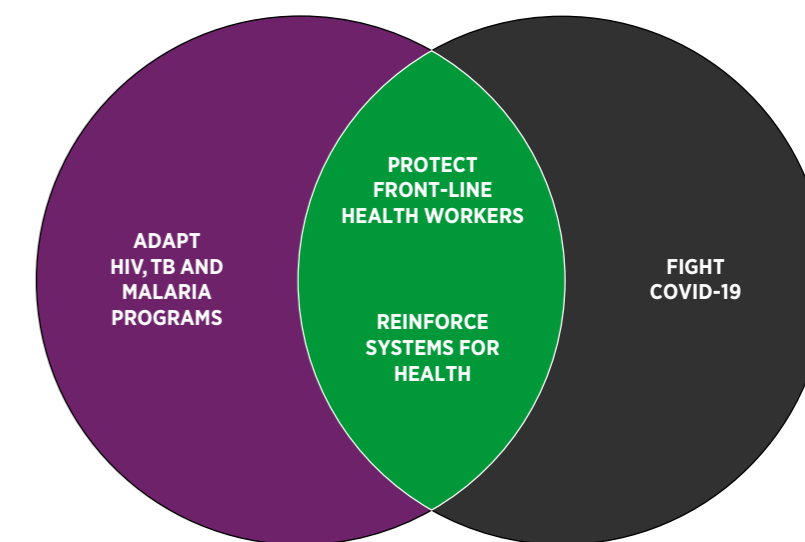 ADAPT
HIV, TB AND
MALARIA
PROGRAMS
PROTECT
FRONT-LINE
HEALTH WORKERS
REINFORCE
SYSTEMS FOR
HEALTH
FIGHT
COVID-19